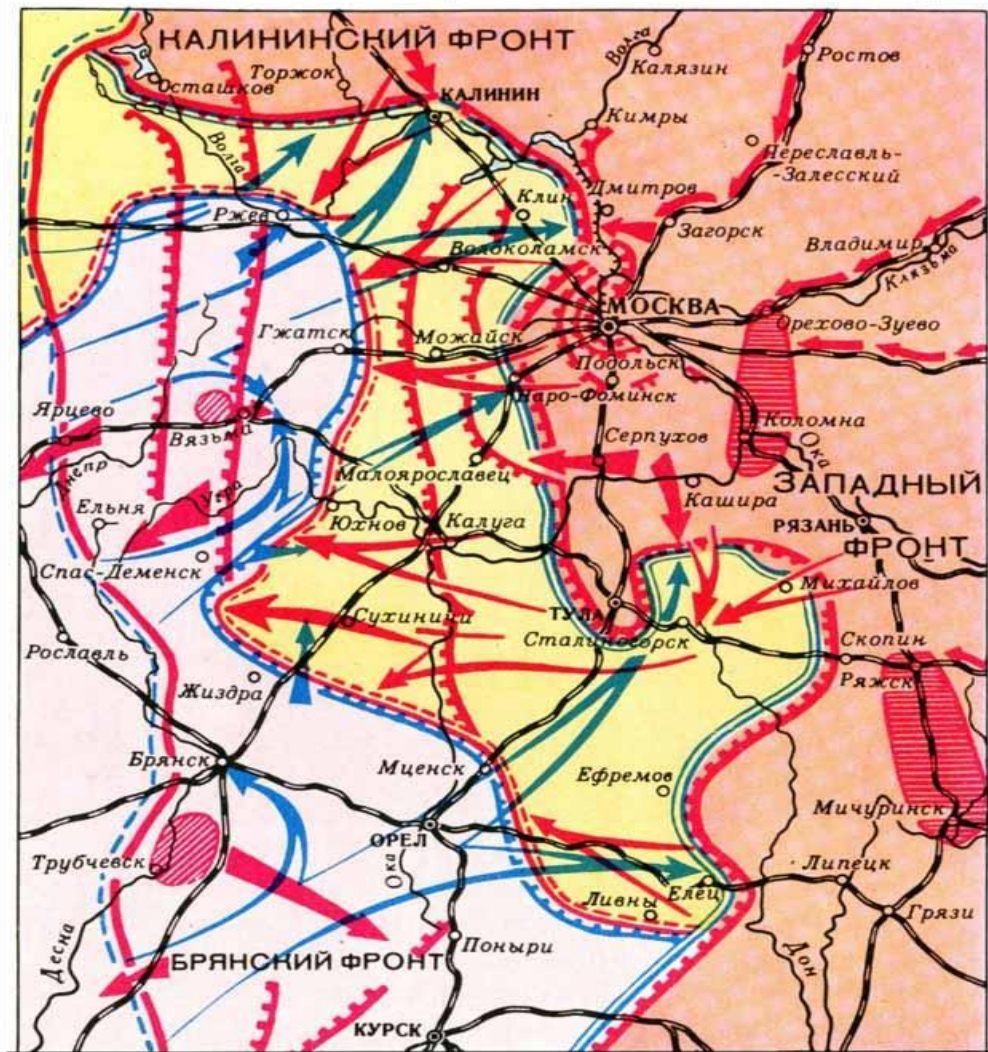 КАЛИНИНСКИЙ ФРОНТ
Осташков
Торжок
КАЛИНИН
Волга
Калязин
Ростов
Кимры
Переславль-
-Залесский
Волга
Ржев
Клин
Дмитров
Загорск
Владимир
Клязьма
Волоколамск
МОСКВА
Орехово-Зуево
Гжатск
Можайск
Подольск
Наро-Фоминск
Ярцево
Вязьма
Коломна
Серпухов
Ока
Днепр
Малоярославец
Кашира
ЗАПАДНЫЙ
Ельня
Угра
Юхнов
Калуга
РЯЗАНЬ
ФРОНТ
Спас-Деменск
Михайлов
ТУЛА
Сухиничи
Сталиногорск
Скопин
Рославль
Ряжск
Жиздра
Брянск
Мценск
Ефремов
Мичуринск
ОРЕЛ
Трубчевск
Ока
Ливны
Елец
Липецк
Грязи
Десна
БРЯНСКИЙ ФРОНТ
Поныри
Дон
КУРСК